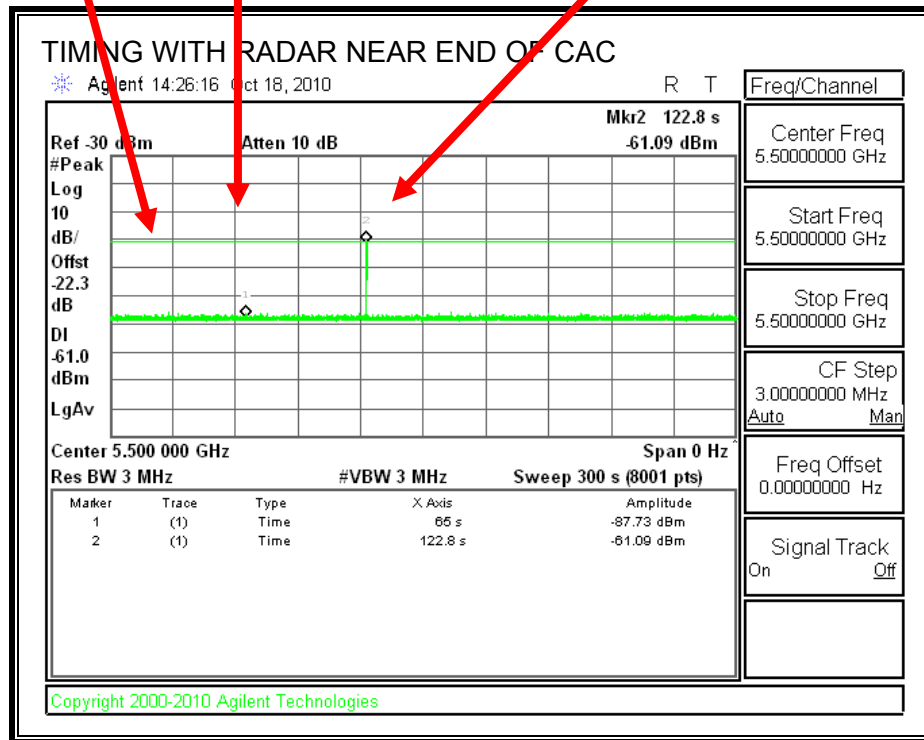 TIMING WITH RADAR NEAR END OF CAC
Agilent 14:26:16 Oct 18, 2010 R T
Mkr2 122.8 s
Ref -30 dBm Atten 10 dB -61.09 dBm
#Peak
Log
10
dB/
Offst
-22.3
dB
DI
-61.0
dBm
LgAv
2
1
Center 5.500 000 GHz Span 0 Hz^
Res BW 3 MHz #VBW 3 MHz Sweep 300 s (8001 pts)
Marker Trace Type X Axis Amplitude
1 (1) Time 65 s -87.73 dBm
2 (1) Time 122.8 s -61.09 dBm
Copyright 2000-2010 Agilent Technologies
Freq/Channel
Center Freq
5.50000000 GHz
Start Freq
5.50000000 GHz
Stop Freq
5.50000000 GHz
CF Step
3.00000000 MHz
Auto Man
Freq Offset
0.00000000 Hz
Signal Track
On Off